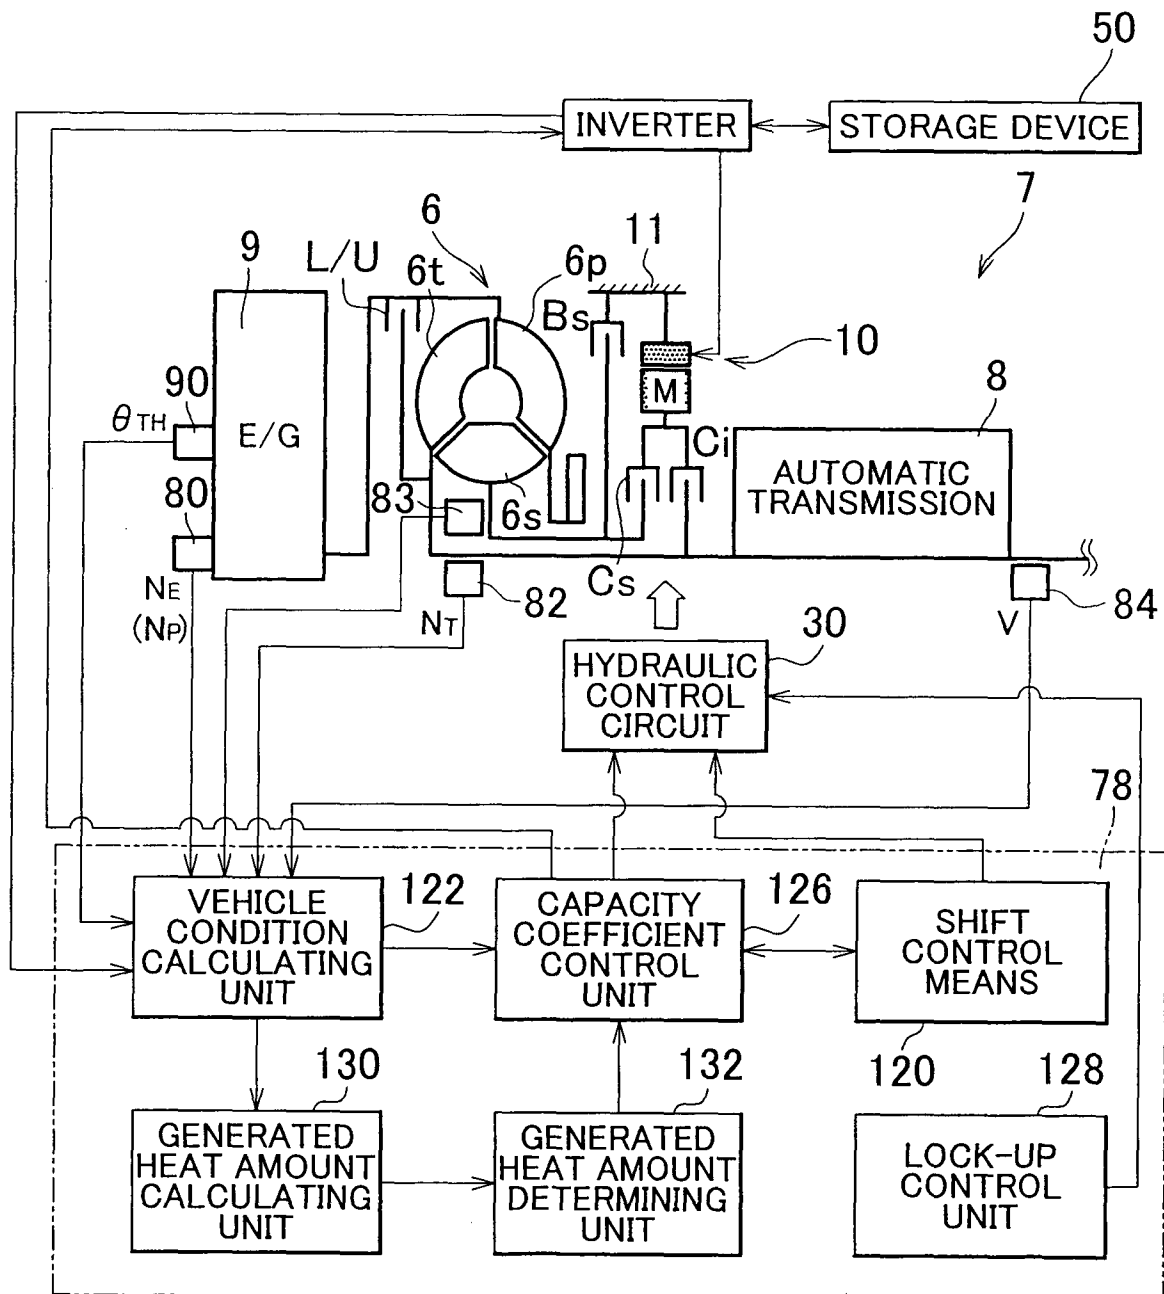 50
INVERTER
STORAGE DEVICE
7
6
11
9
L/U
6t
6p
Bs
10
90
M
8
θTH
E/G
Ci
AUTOMATIC
TRANSMISSION
80
83
6s
NE
(NP)
NT
82
Cs
V
84
30
HYDRAULIC
CONTROL
CIRCUIT
78
VEHICLE
CONDITION
CALCULATING
UNIT
122
CAPACITY
COEFFICIENT
CONTROL
UNIT
126
SHIFT
CONTROL
MEANS
130
132
120
128
GENERATED
HEAT AMOUNT
CALCULATING
UNIT
GENERATED
HEAT AMOUNT
DETERMINING
UNIT
LOCK-UP
CONTROL
UNIT